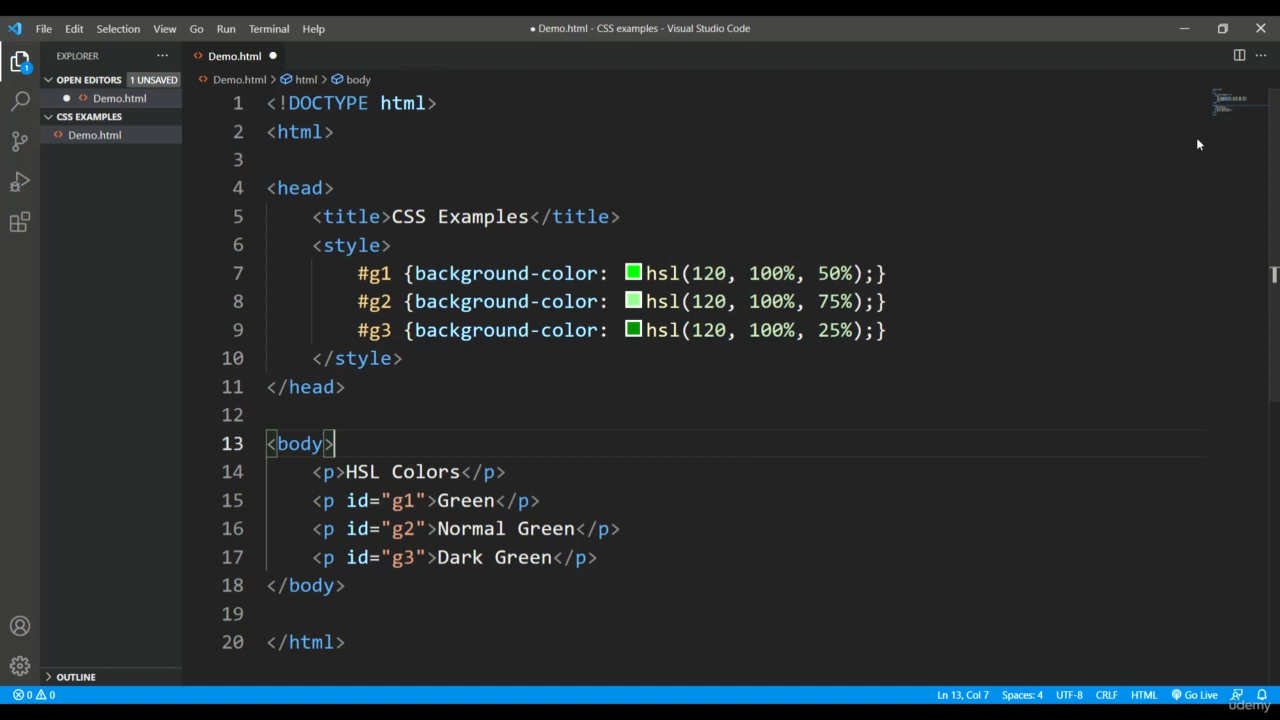 File Edit Selection View Go Run Terminal Help
● Demo.html - CSS examples - Visual Studio Code
EXPLORER ···
OPEN EDITORS 1 UNSAVED
Demo.html
CSS EXAMPLES
Demo.html
OUTLINE
1
Demo.html
Demo.html > html > body
1 <!DOCTYPE html>
2 <html>
3
4 <head>
5 <title>CSS Examples</title>
6 <style>
7 #g1 {background-color: hsl(120, 100%, 50%);}
8 #g2 {background-color: hsl(120, 100%, 75%);}
9 #g3 {background-color: hsl(120, 100%, 25%);}
10 </style>
11 </head>
12
13 <body>
14 <p>HSL Colors</p>
15 <p id="g1">Green</p>
16 <p id="g2">Normal Green</p>
17 <p id="g3">Dark Green</p>
18 </body>
19
20 </html>
0 0
Ln 13, Col 7 Spaces: 4 UTF-8 CRLF HTML Go Live
udemy